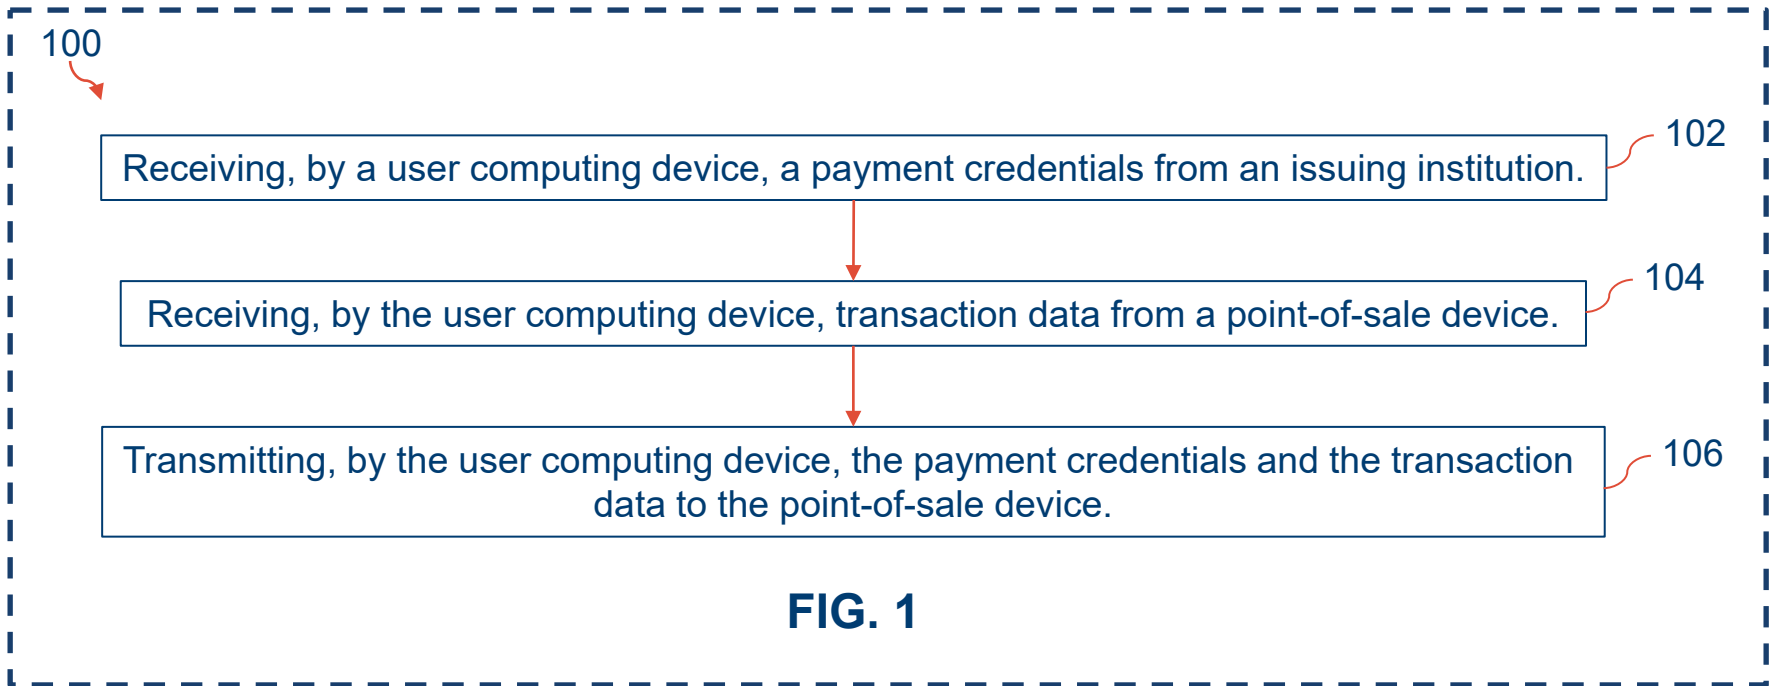 100
Receiving, by a user computing device, a payment credentials from an issuing institution.
102
Receiving, by the user computing device, transaction data from a point-of-sale device.
104
Transmitting, by the user computing device, the payment credentials and the transaction
data to the point-of-sale device.
106
FIG. 1